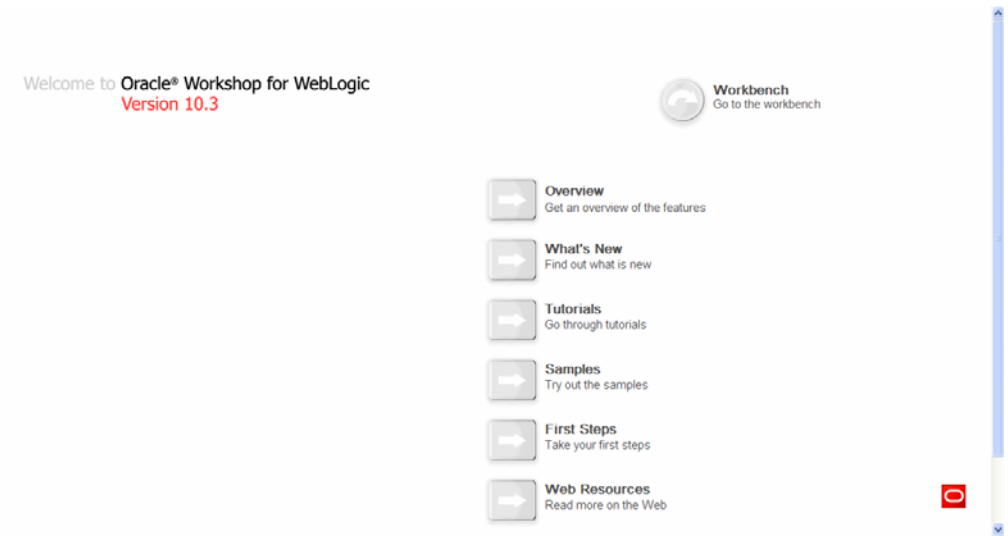 Welcome to Oracle® Workshop for WebLogic
Version 10.3
Workbench
Go to the workbench
Overview
Get an overview of the features
What's New
Find out what is new
Tutorials
Go through tutorials
Samples
Try out the samples
First Steps
Take your first steps
Web Resources
Read more on the Web